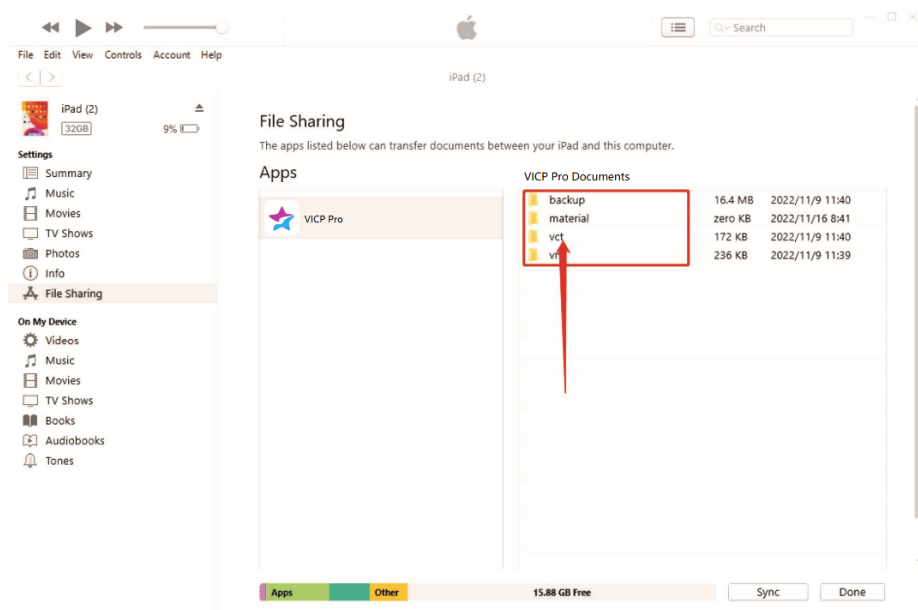 Search
File Edit View Controls Account Help
iPad (2)
iPad (2)
32GB 9%
Settings
Summary
Music
Movies
TV Shows
Photos
Info
File Sharing
On My Device
Videos
Music
Movies
TV Shows
Books
Audiobooks
Tones
File Sharing
The apps listed below can transfer documents between your iPad and this computer.
Apps
VICP Pro
VICP Pro Documents
backup 16.4 MB 2022/11/9 11:40
material zero KB 2022/11/16 8:41
vct 172 KB 2022/11/9 11:40
236 KB 2022/11/9 11:39
Apps Other 15.88 GB Free
Sync Done